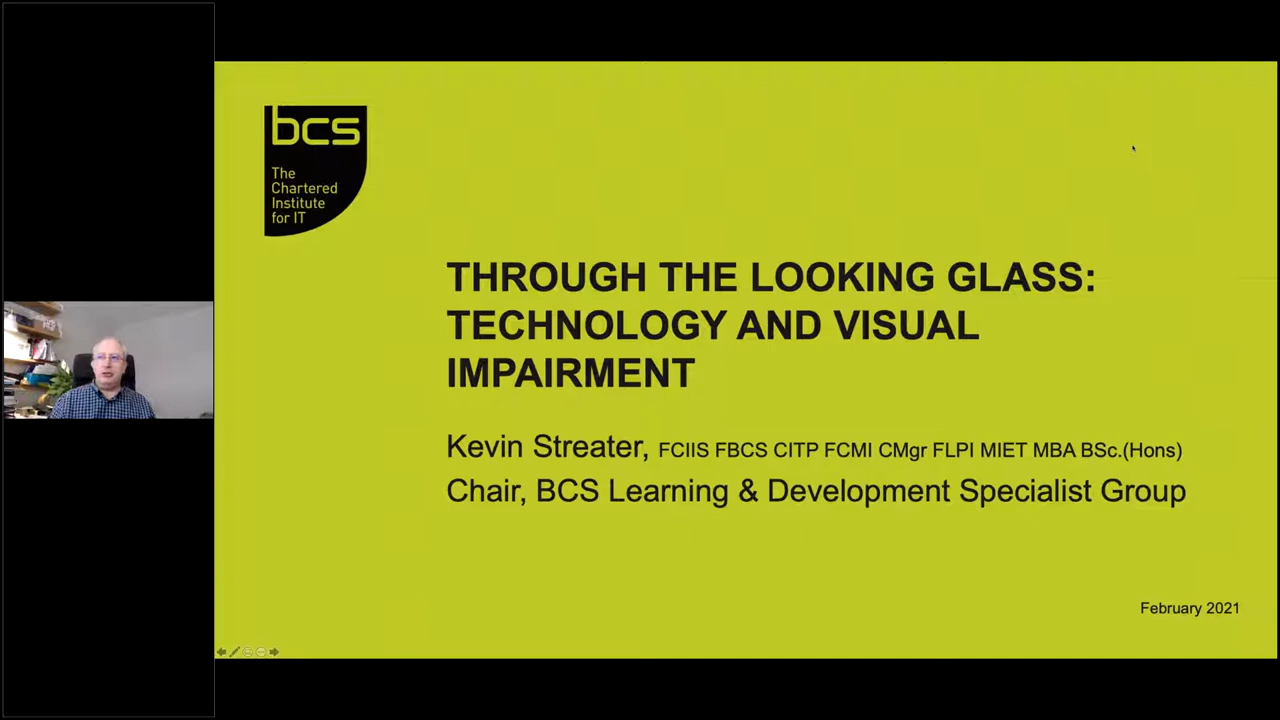 bcs
The
Chartered
Institute
for IT
THROUGH THE LOOKING GLASS:
TECHNOLOGY AND VISUAL
IMPAIRMENT
Kevin Streater, FCIIS FBCS CITP FCMI CMgr FLPI MIET MBA BSc.(Hons)
Chair, BCS Learning & Development Specialist Group
February 2021